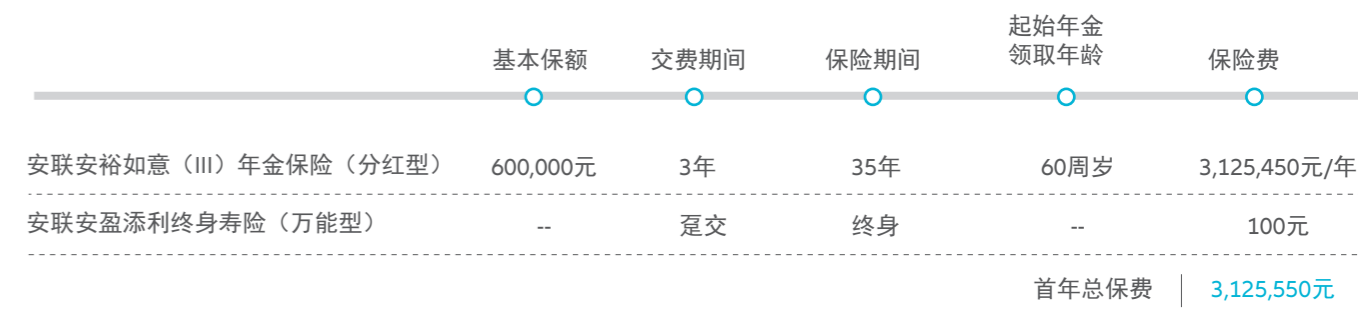 基本保额 交费期间 保险期间 起始年金 保险费
领取年龄
安联安裕如意（III）年金保险（分红型） 600,000元 3年 35年 60周岁 3,125,450元/年
安联安盈添利终身寿险（万能型） -- 趸交 终身 -- 100元
首年总保费 3,125,550元